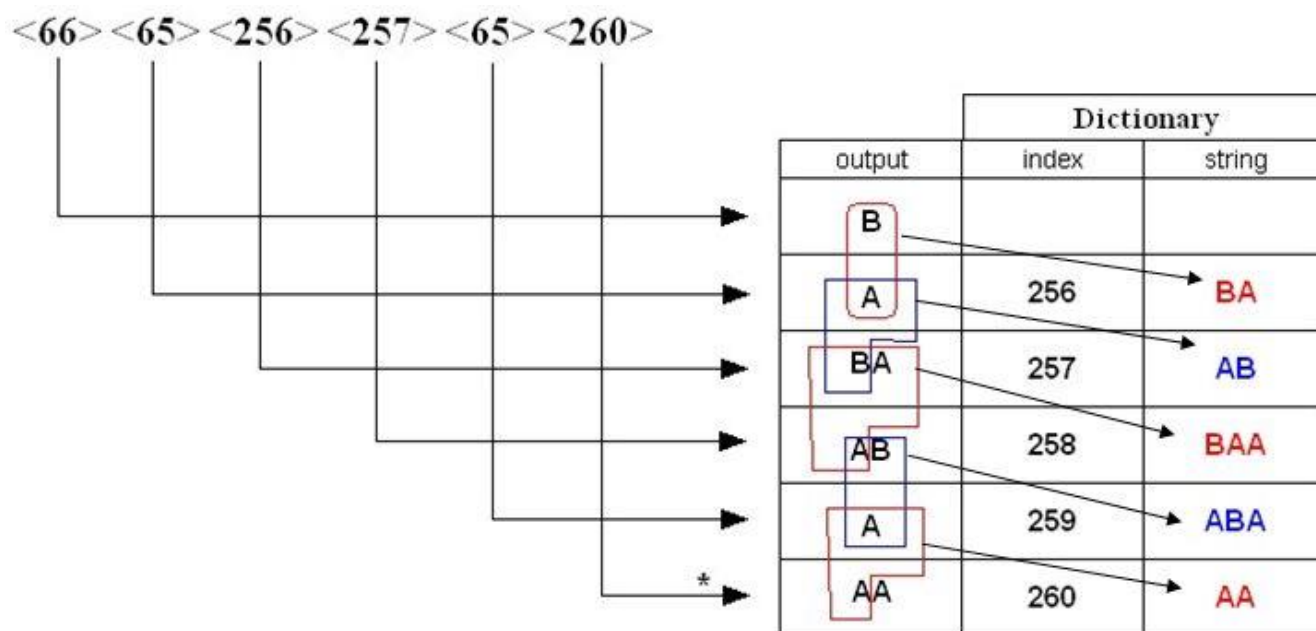 <66> <65> <256> <257> <65> <260>
Dictionary
output index string
B
A 256 BA
BA 257 AB
AB 258 BAA
A 259 ABA
* AA 260 AA